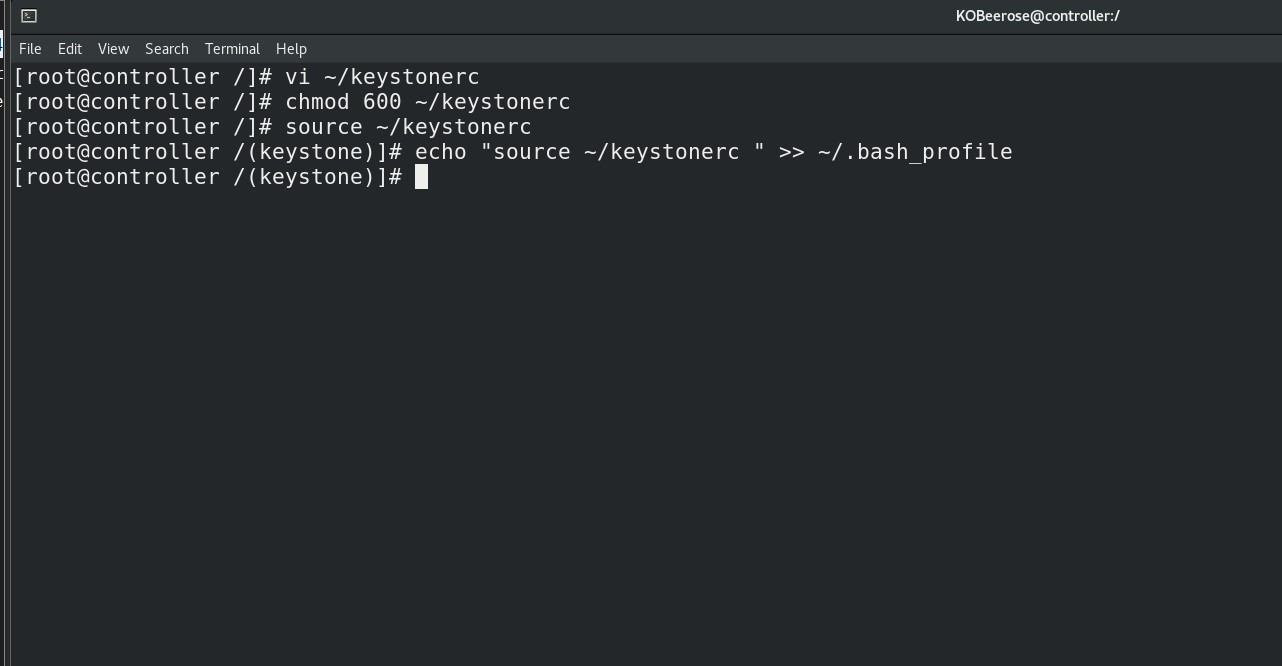 KOBeerose@controller:/
File Edit View Search Terminal Help
[root@controller /]# vi ~/keystonerc
[root@controller /]# chmod 600 ~/keystonerc
[root@controller /]# source ~/keystonerc
[root@controller /(keystone)]# echo "source ~/keystonerc " >> ~/.bash_profile
[root@controller /(keystone)]#